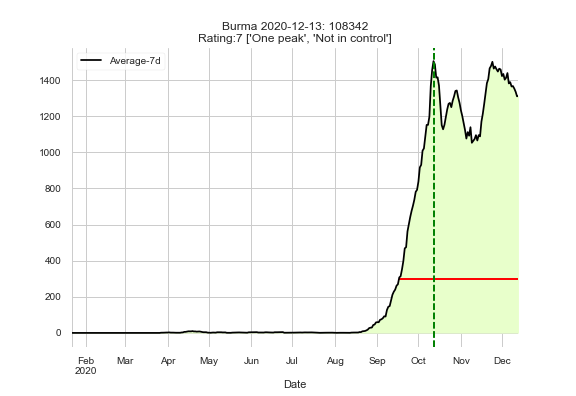 Burma 2020-12-13: 108342
Rating:7 ['One peak', 'Not in control']
Average-7d
1400
1200
1000
800
600
400
200
0
Feb Mar Apr May Jun Jul Aug Sep Oct Nov Dec
2020
Date